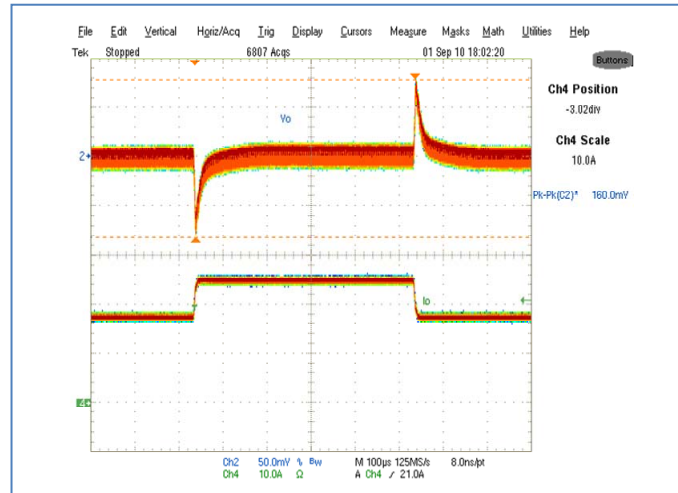 File Edit Vertical Horiz/Acq Trig Display Cursors Measure Masks Math Utilities Help
Tek Stopped 6807 Acqs 01 Sep 10 18:02:20
Buttons
Ch4 Position
-3.02div
Ch4 Scale
10.0A
Pk-Pk(C2)* 160.0mV
Vo
2
Io
4
Ch2 50.0mV % Bw M 100µs 125MS/s 8.0ns/pt
Ch4 10.0A Ω A Ch4 / 21.0A